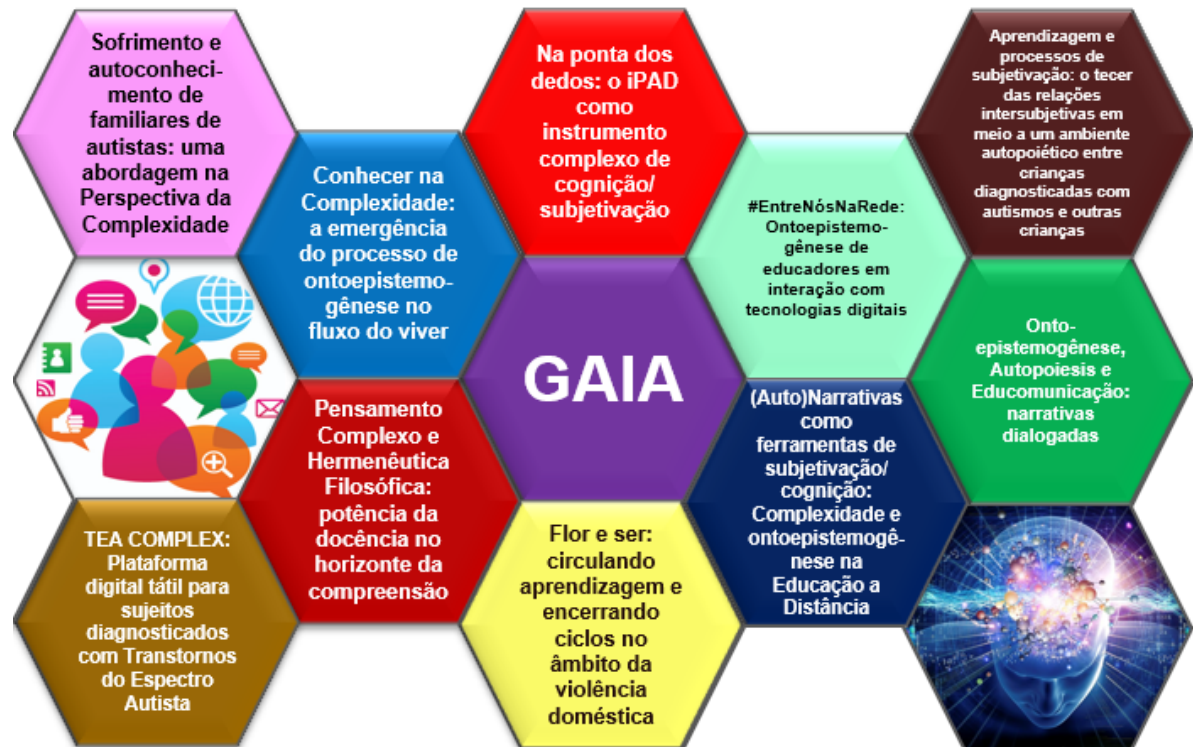 Sofrimento e
autoconheci-
mento de
familiares de
autistas: uma
abordagem na
Perspectiva da
Complexidade
Conhecer na
Complexidade:
a emergência
do processo de
ontoepistemo-
gênese no
fluxo do viver
Na ponta dos
dedos: o iPAD
como
instrumento
complexo de
cognição/
subjetivação
#EntreNósNaRede:
Ontoepistemo-
gênese de
educadores em
interação com
tecnologias digitais
Aprendizagem e
processos de
subjetivação: o tecer
das relações
intersubjetivas em
meio a um ambiente
autopoiético entre
crianças
diagnosticadas com
autismos e outras
crianças
GAIA
Onto-
epistemogênese,
Autopoiesis e
Educomunicação:
narrativas
dialogadas
Pensamento
Complexo e
Hermenêutica
Filosófica:
potência da
docência no
horizonte da
compreensão
(Auto)Narrativas
como
ferramentas de
subjetivação/
cognição:
Complexidade e
ontoepistemogê-
nese na
Educação a
Distância
TEA COMPLEX:
Plataforma
digital tátil para
sujeitos
diagnosticados
com Transtornos
do Espectro
Autista
Flor e ser:
circulando
aprendizagem e
encerrando
ciclos no
âmbito da
violência
doméstica